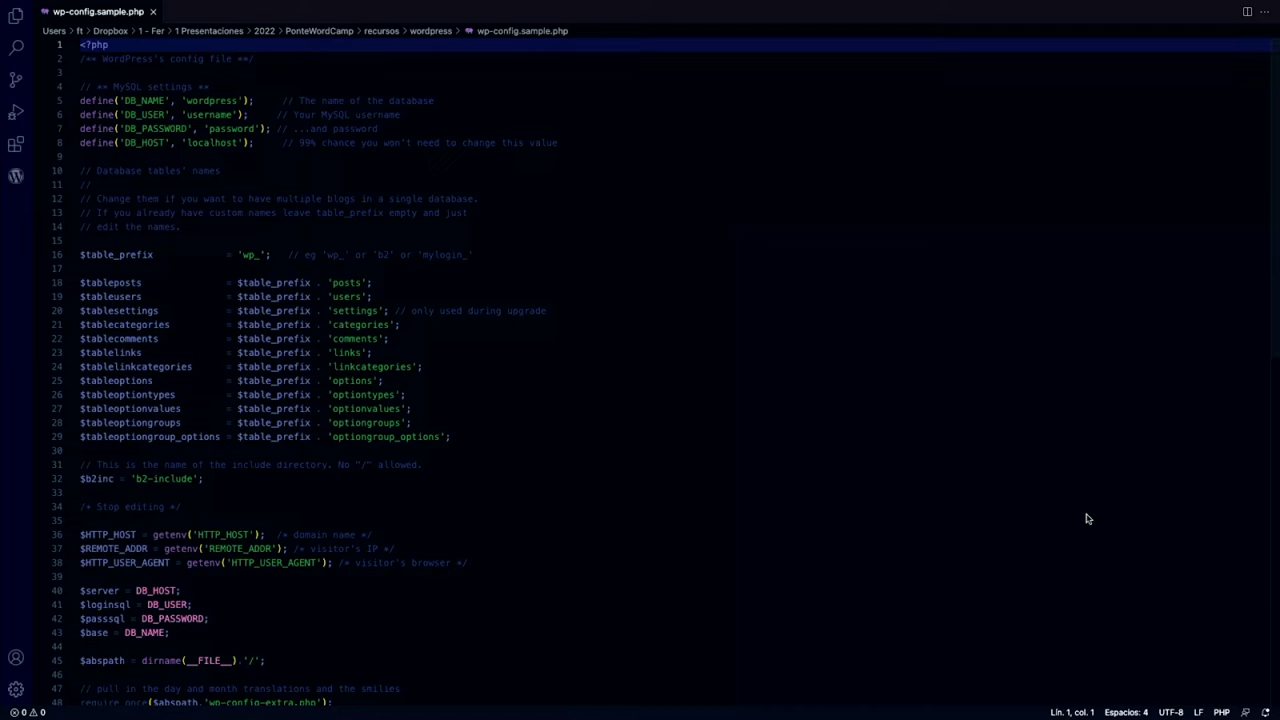 wp-config.sample.php ×
Users > ft > Dropbox > 1 - Fer > 1 Presentaciones > 2022 > PonteWordCamp > recursos > wordpress > wp-config.sample.php
1 <?php
2 /** WordPress's config file **/
3
4 // ** MySQL settings **
5 define('DB_NAME', 'wordpress');     // The name of the database
6 define('DB_USER', 'username');     // Your MySQL username
7 define('DB_PASSWORD', 'password'); // ...and password
8 define('DB_HOST', 'localhost');     // 99% chance you won't need to change this value
9
10 // Database tables' names
11 //
12 // Change them if you want to have multiple blogs in a single database.
13 // If you already have custom names leave table_prefix empty and just
14 // edit the names.
15
16 $table_prefix             = 'wp_';   // eg 'wp_' or 'b2' or 'mylogin_'
17
18 $tableposts               = $table_prefix . 'posts';
19 $tableusers               = $table_prefix . 'users';
20 $tablesettings            = $table_prefix . 'settings'; // only used during upgrade
21 $tablecategories          = $table_prefix . 'categories';
22 $tablecomments            = $table_prefix . 'comments';
23 $tablelinks               = $table_prefix . 'links';
24 $tablelinkcategories      = $table_prefix . 'linkcategories';
25 $tableoptions             = $table_prefix . 'options';
26 $tableoptiontypes         = $table_prefix . 'optiontypes';
27 $tableoptionvalues        = $table_prefix . 'optionvalues';
28 $tableoptiongroups        = $table_prefix . 'optiongroups';
29 $tableoptiongroup_options = $table_prefix . 'optiongroup_options';
30
31 // This is the name of the include directory. No "/" allowed.
32 $b2inc = 'b2-include';
33
34 /* Stop editing */
35
36 $HTTP_HOST = getenv('HTTP_HOST');  /* domain name */
37 $REMOTE_ADDR = getenv('REMOTE_ADDR'); /* visitor's IP */
38 $HTTP_USER_AGENT = getenv('HTTP_USER_AGENT'); /* visitor's browser */
39
40 $server = DB_HOST;
41 $loginsql = DB_USER;
42 $passsql = DB_PASSWORD;
43 $base = DB_NAME;
44
45 $abspath = dirname(__FILE__).'/';
46
47 // pull in the day and month translations and the smilies
48 require_once($abspath.'wp-config-extra.php');
0 0 Lín. 1, col. 1 Espacios: 4 UTF-8 LF PHP